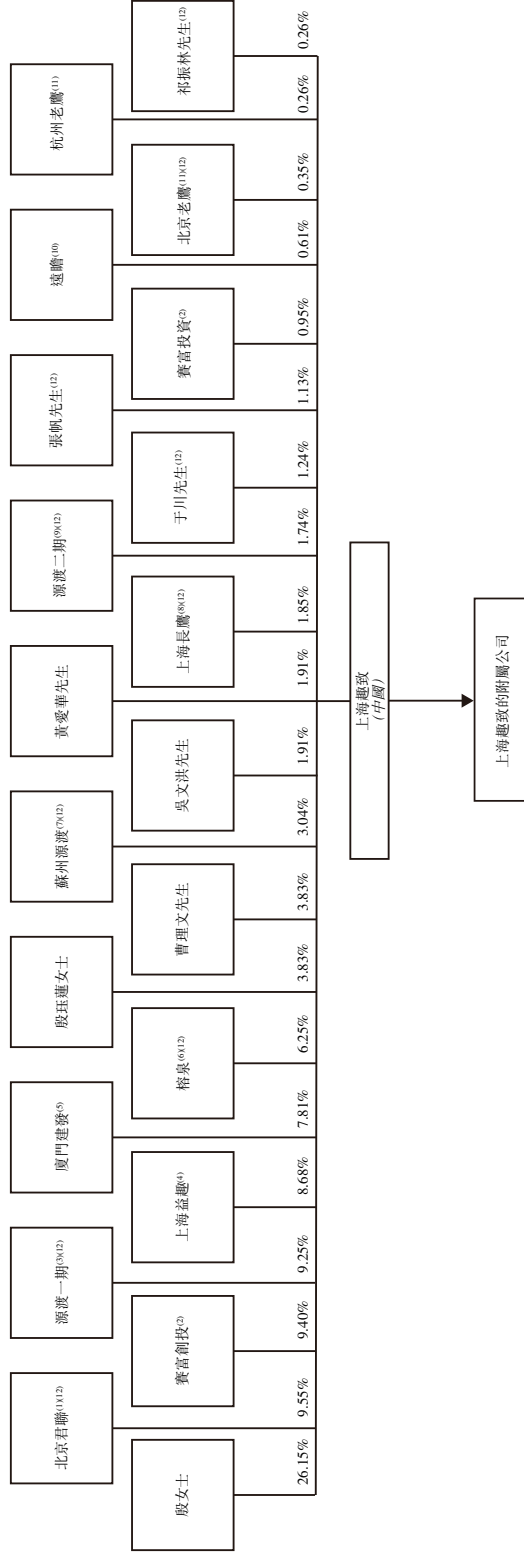 北京君聯(1)(12)
源渡一期(3)(12)
廈門建發(5)
殷珏蓮女士
蘇州源渡(7)(12)
黃愛華先生
源渡二期(9)(12)
張帆先生(12)
遠瞻(10)
杭州老鷹(11)
殷女士
賽富創投(2)
上海益趣(4)
榕泉(6)(12)
曹理文先生
吳文洪先生
上海長鷹(8)(12)
于川先生(12)
賽富投資(2)
北京老鷹(11)(12)
祁振林先生(12)
26.15%
9.55%
9.40%
9.25%
8.68%
7.81%
6.25%
3.83%
3.83%
3.04%
1.91%
1.91%
1.85%
1.74%
1.24%
1.13%
0.95%
0.61%
0.35%
0.26%
0.26%
上海趣致
(中國)
上海趣致的附屬公司